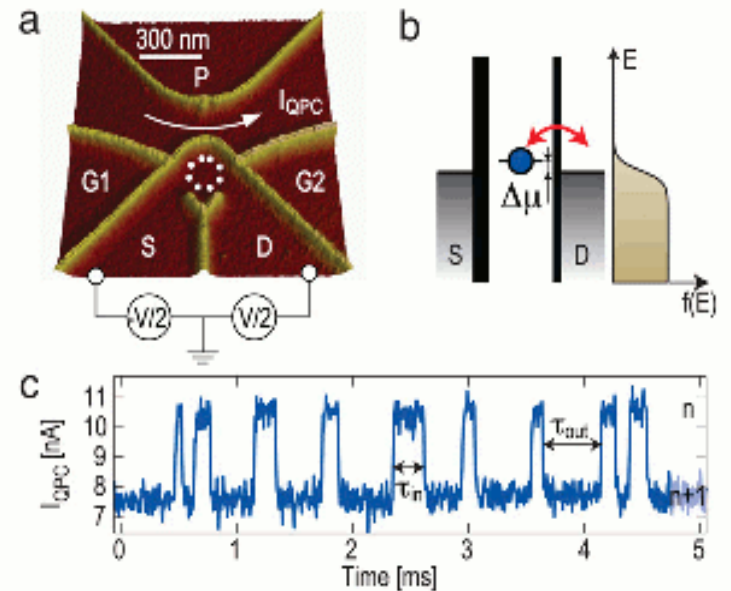 a
300 nm
P
I_QPC
G1
G2
S
D
-V/2
V/2
b
E
Δμ
S
D
f(E)
c
I_QPC [nA]
11
10
9
8
7
n
τ_out
τ_in
n+1
0
1
2
3
4
5
Time [ms]